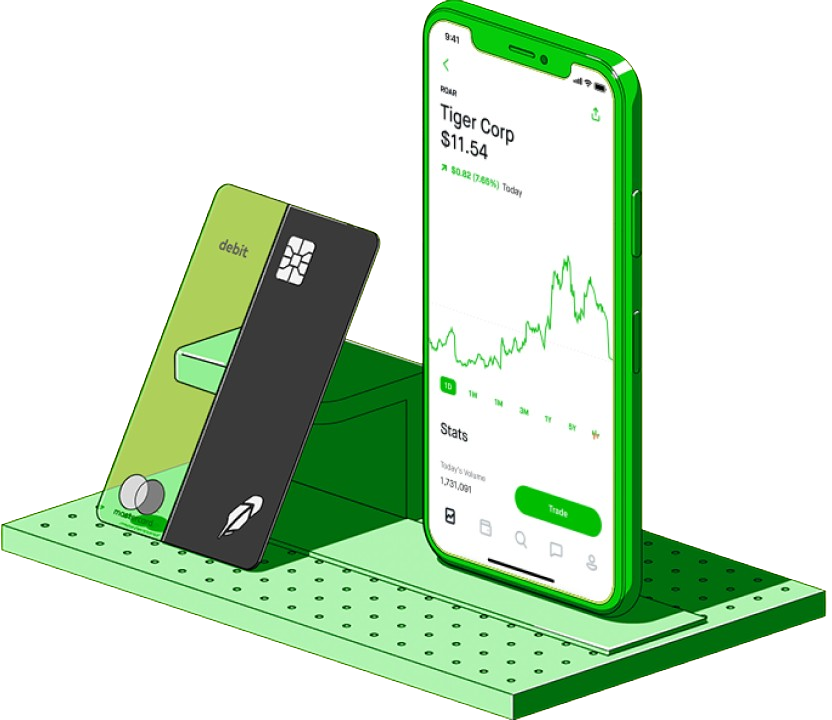 debit
mastercard
9:41
ROAR
Tiger Corp
$11.54
$0.82 (7.65%) Today
1D 1W 1M 3M 1Y 5Y
Stats
Today's Volume
1,731,091
Trade